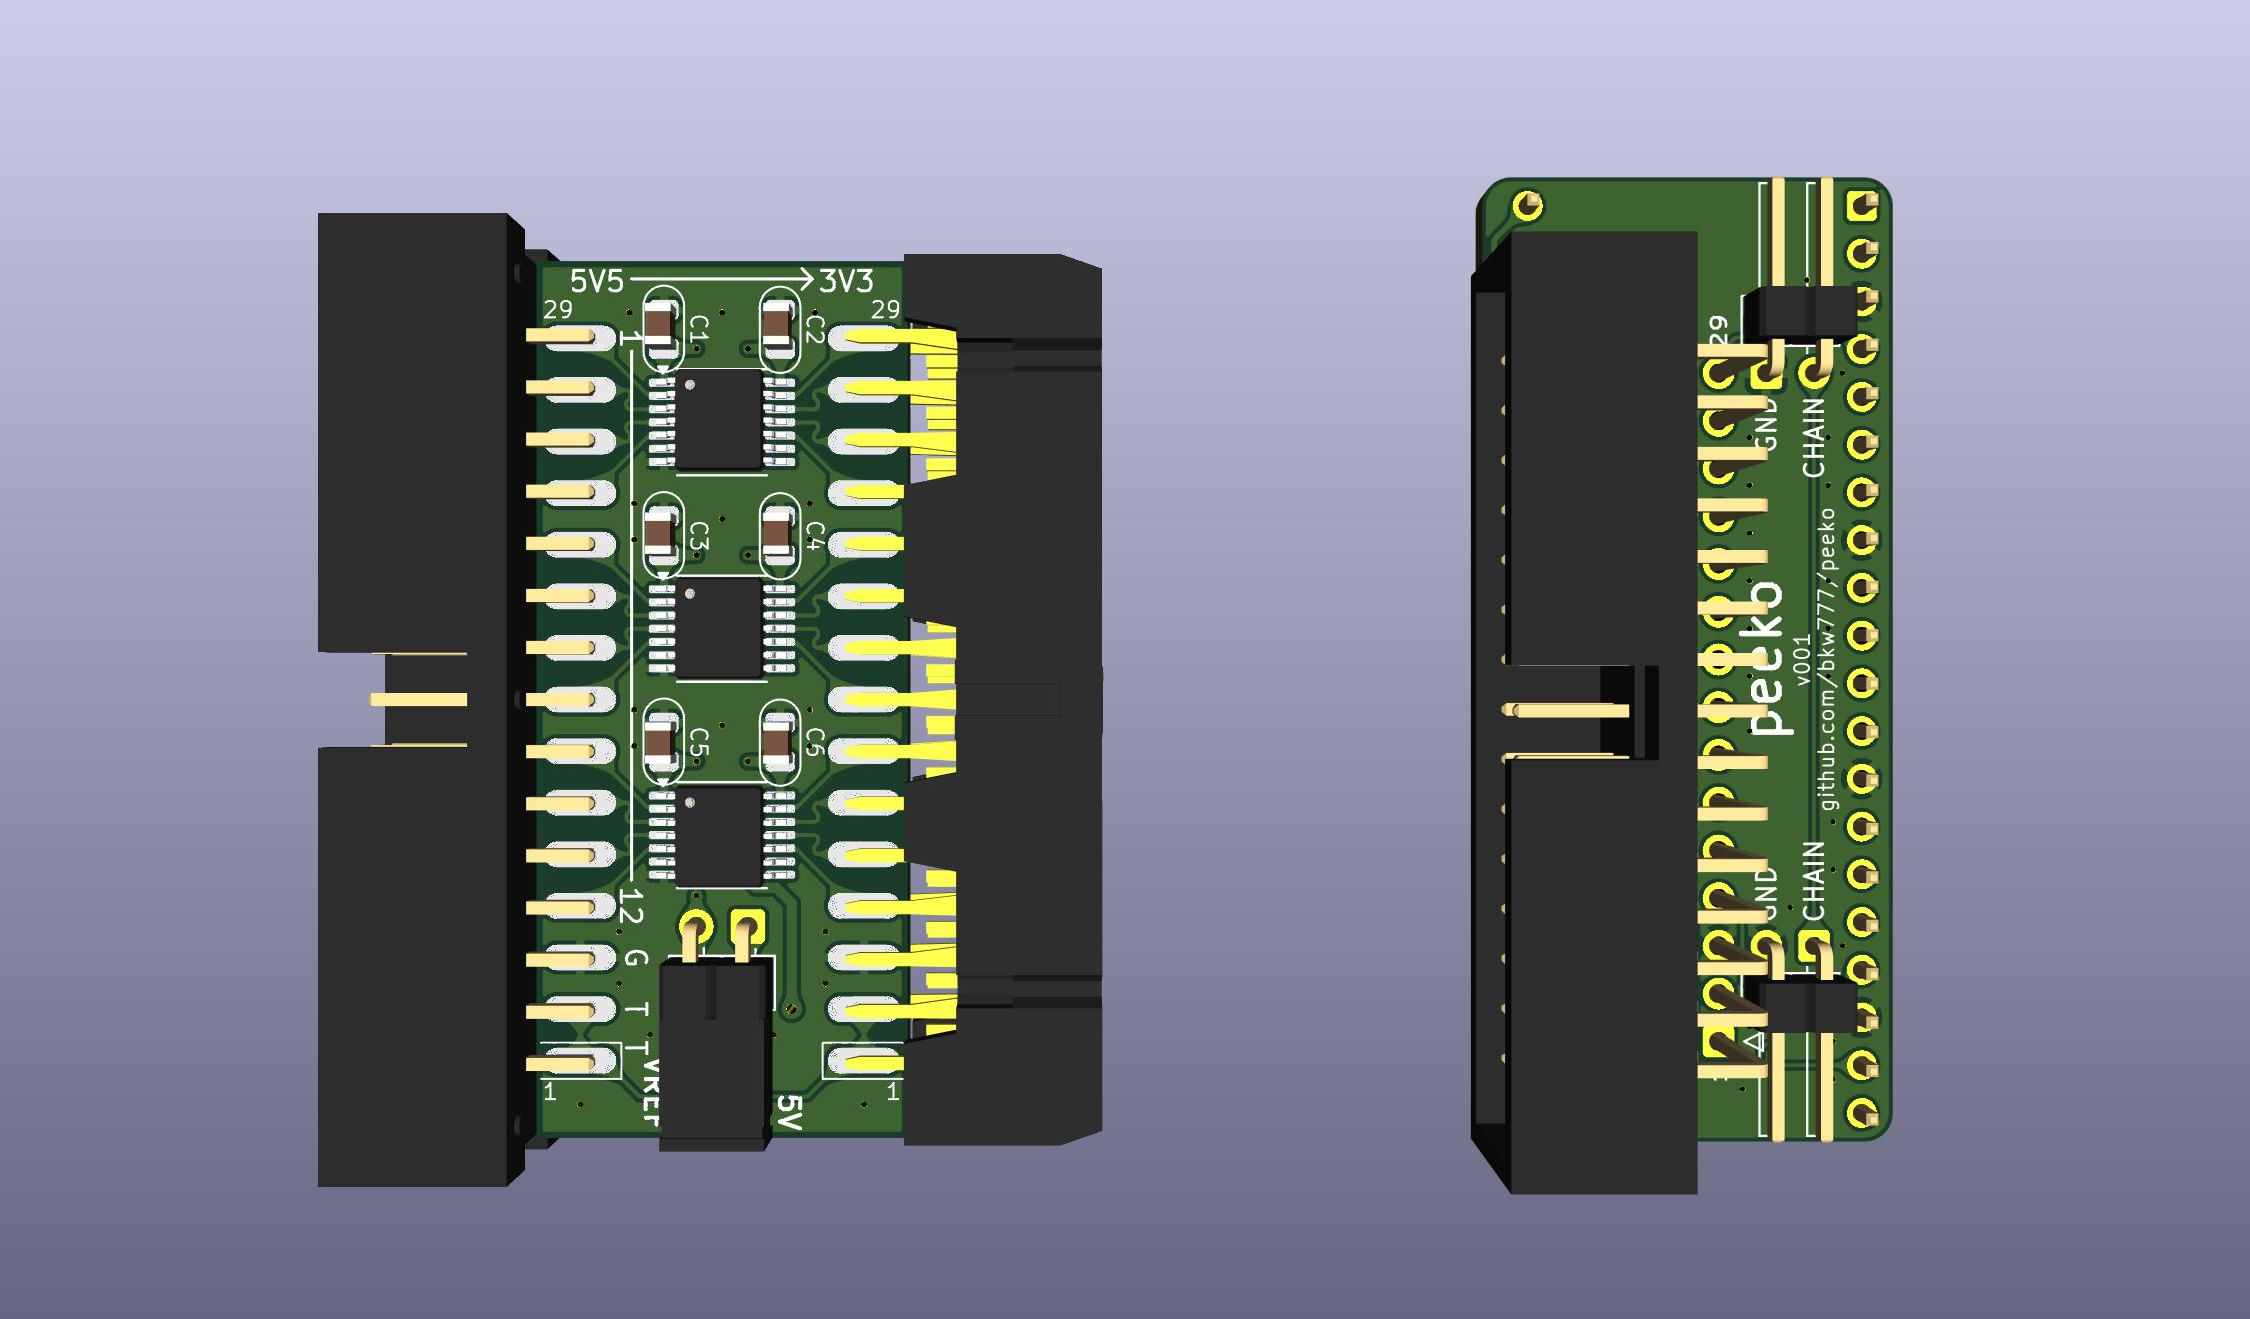 5V5
3V3
29
29
1
C1
C2
C3
C4
C5
C6
12
G
T
T
VREF
5V
1
1
29
GND
CHAIN
peeko
v001
github.com/bkw777/peeko
GND
CHAIN